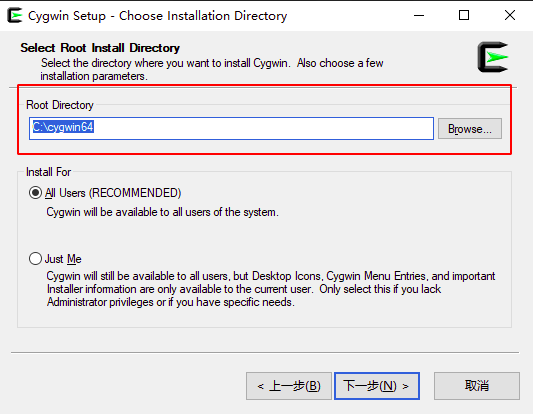 Cygwin Setup - Choose Installation Directory
Select Root Install Directory
Select the directory where you want to install Cygwin. Also choose a few
installation parameters.
Root Directory
C:\cygwin64
Browse...
Install For
All Users (RECOMMENDED)
Cygwin will be available to all users of the system.
Just Me
Cygwin will still be available to all users, but Desktop Icons, Cygwin Menu Entries, and important
Installer information are only available to the current user. Only select this if you lack
Administrator privileges or if you have specific needs.
< 上一步(B)
下一步(N) >
取消